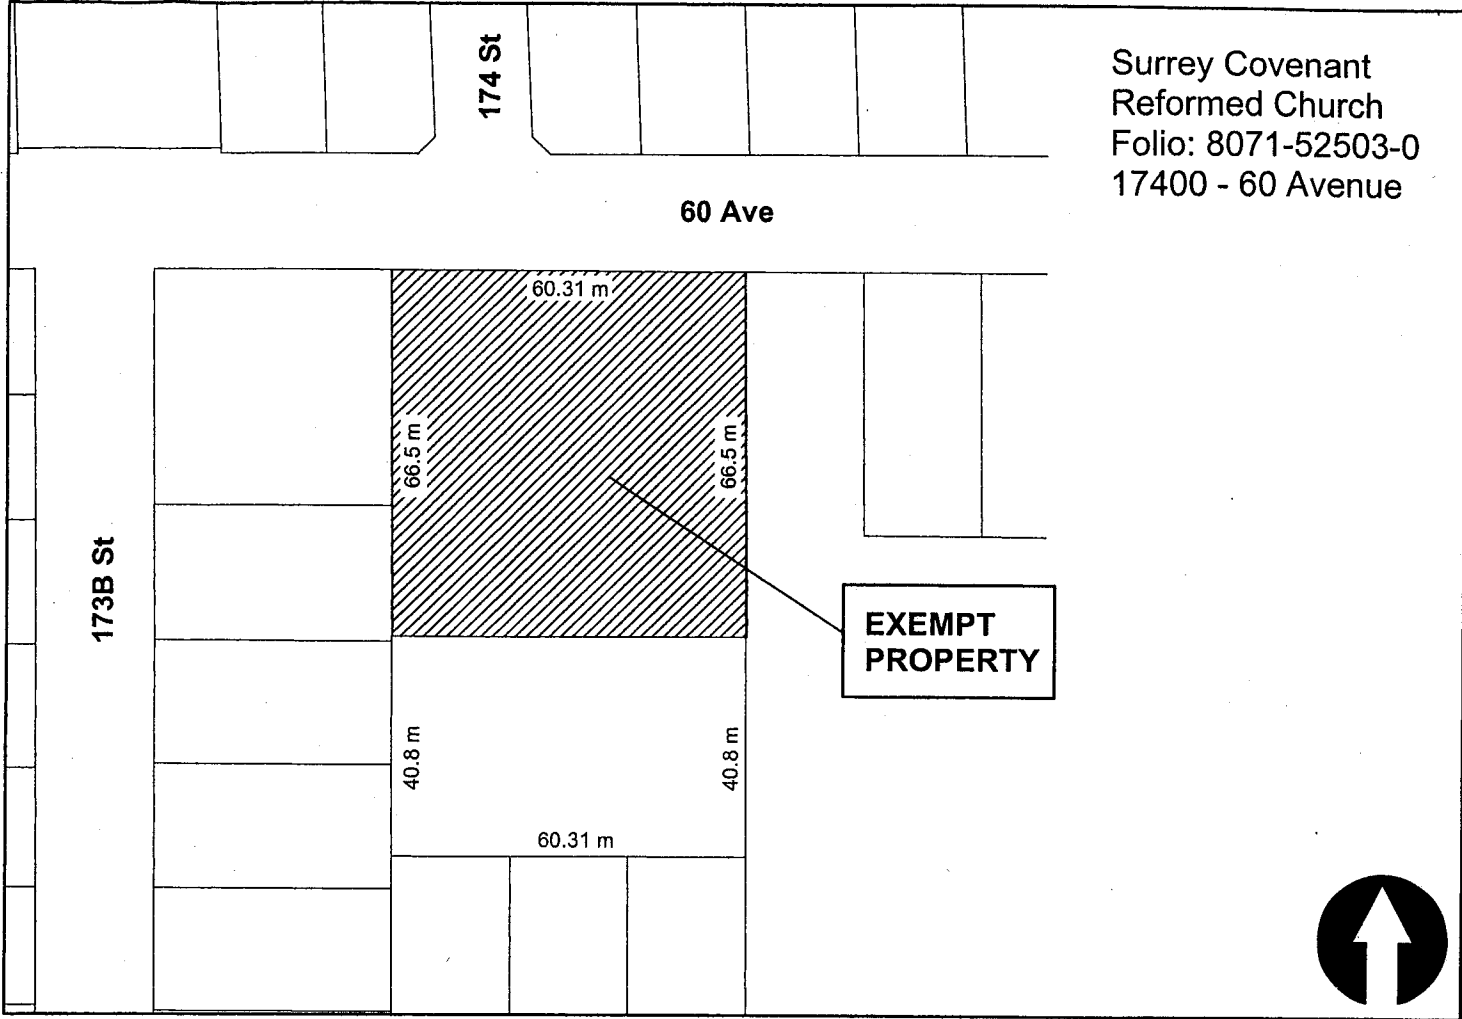 174 St
Surrey Covenant
Reformed Church
Folio: 8071-52503-0
17400 - 60 Avenue
60 Ave
60.31 m
66.5 m
66.5 m
173B St
EXEMPT
PROPERTY
40.8 m
40.8 m
60.31 m